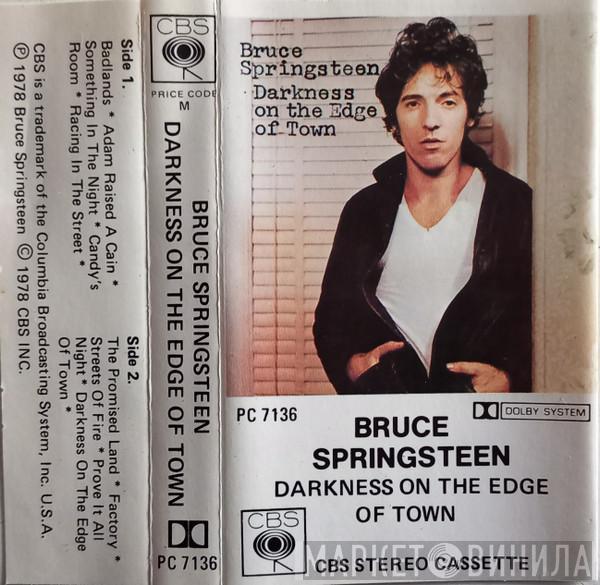 Side 1.
Badlands * Adam Raised A Cain *
Something In The Night * Candy's
Room * Racing In The Street *
Side 2.
The Promised Land * Factory *
Streets Of Fire * Prove It All
Night * Darkness On The Edge
Of Town *
CBS is a trademark of the Columbia Broadcasting System, Inc. U.S.A.
℗ 1978 Bruce Springsteen © 1978 CBS INC.
CBS
PRICE CODE
M
BRUCE SPRINGSTEEN
DARKNESS ON THE EDGE OF TOWN
PC 7136
Bruce
Springsteen
Darkness
on the Edge
of Town
PC 7136
DOLBY SYSTEM
BRUCE
SPRINGSTEEN
DARKNESS ON THE EDGE
OF TOWN
CBS
CBS STEREO CASSETTE
МАРКЕТ ВИНИЛА